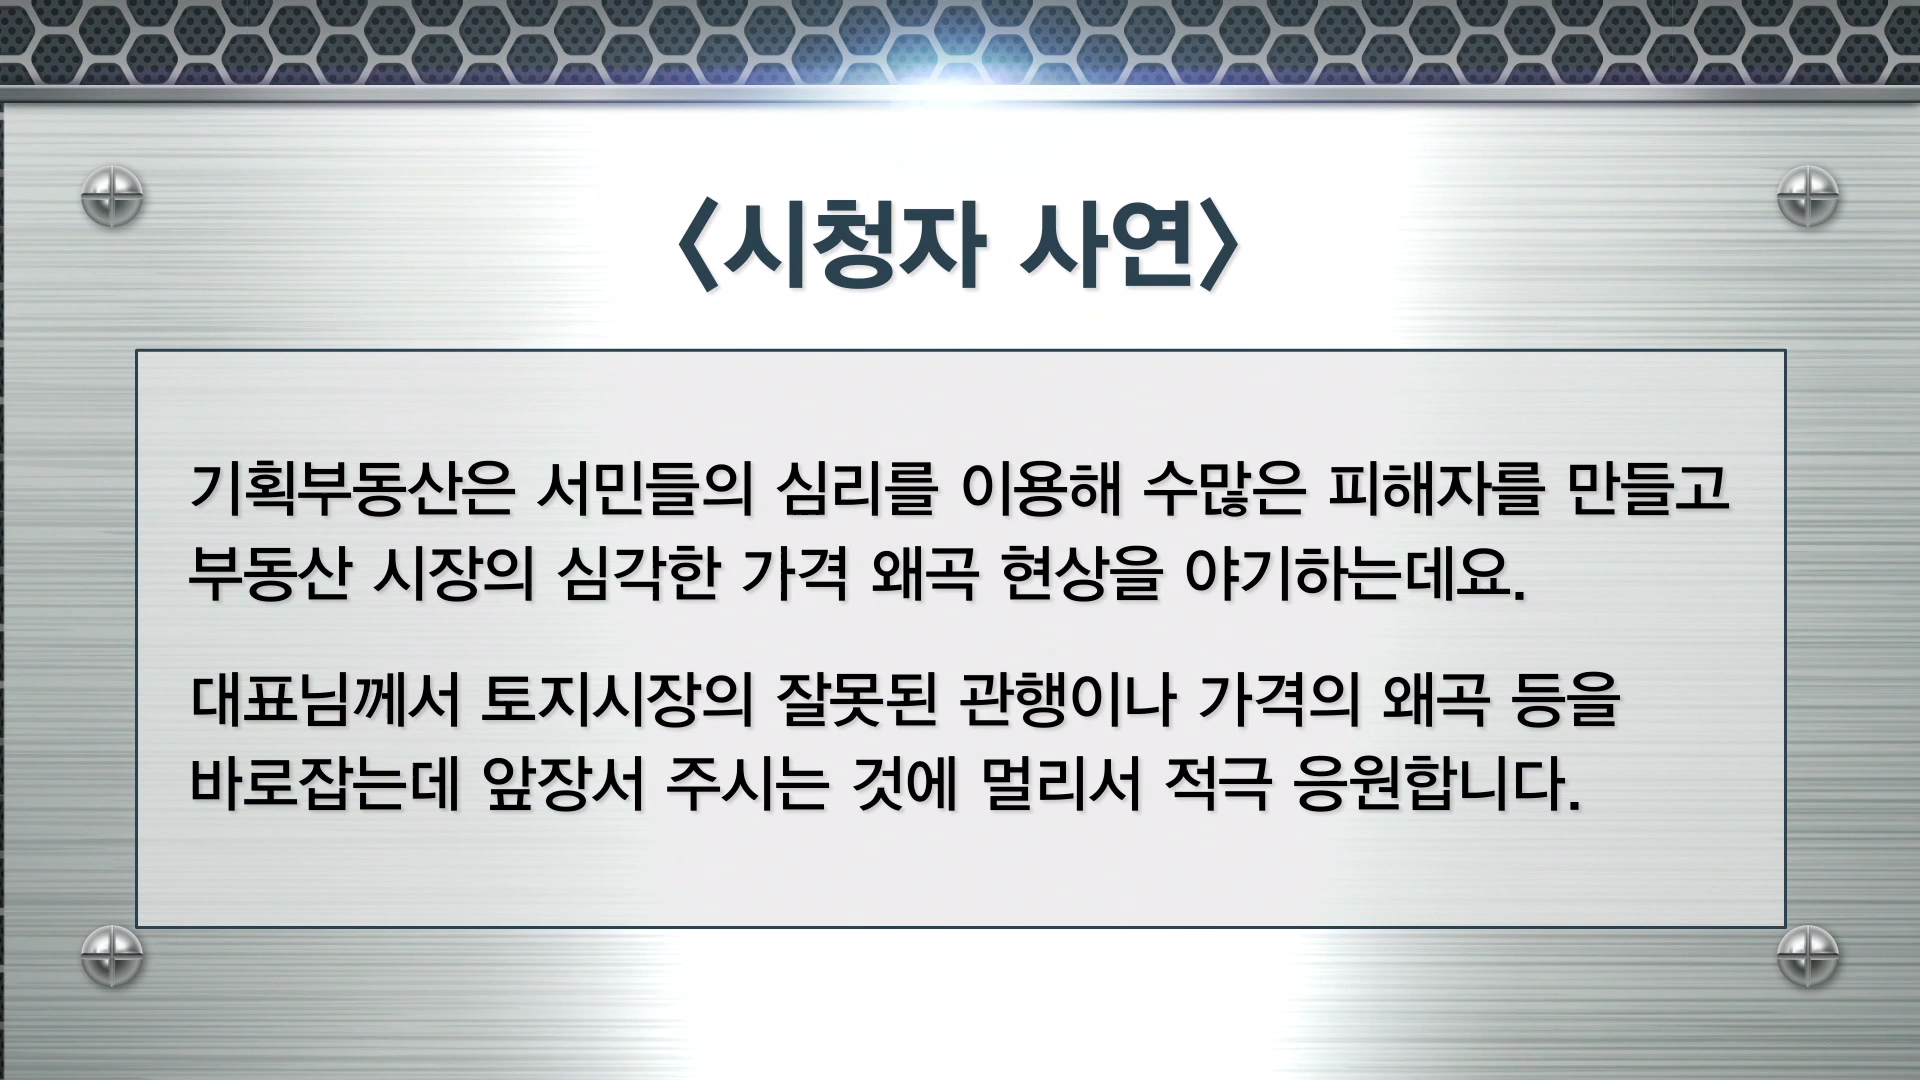 <시청자 사연>
기획부동산은 서민들의 심리를 이용해 수많은 피해자를 만들고
부동산 시장의 심각한 가격 왜곡 현상을 야기하는데요.
대표님께서 토지시장의 잘못된 관행이나 가격의 왜곡 등을
바로잡는데 앞장서 주시는 것에 멀리서 적극 응원합니다.